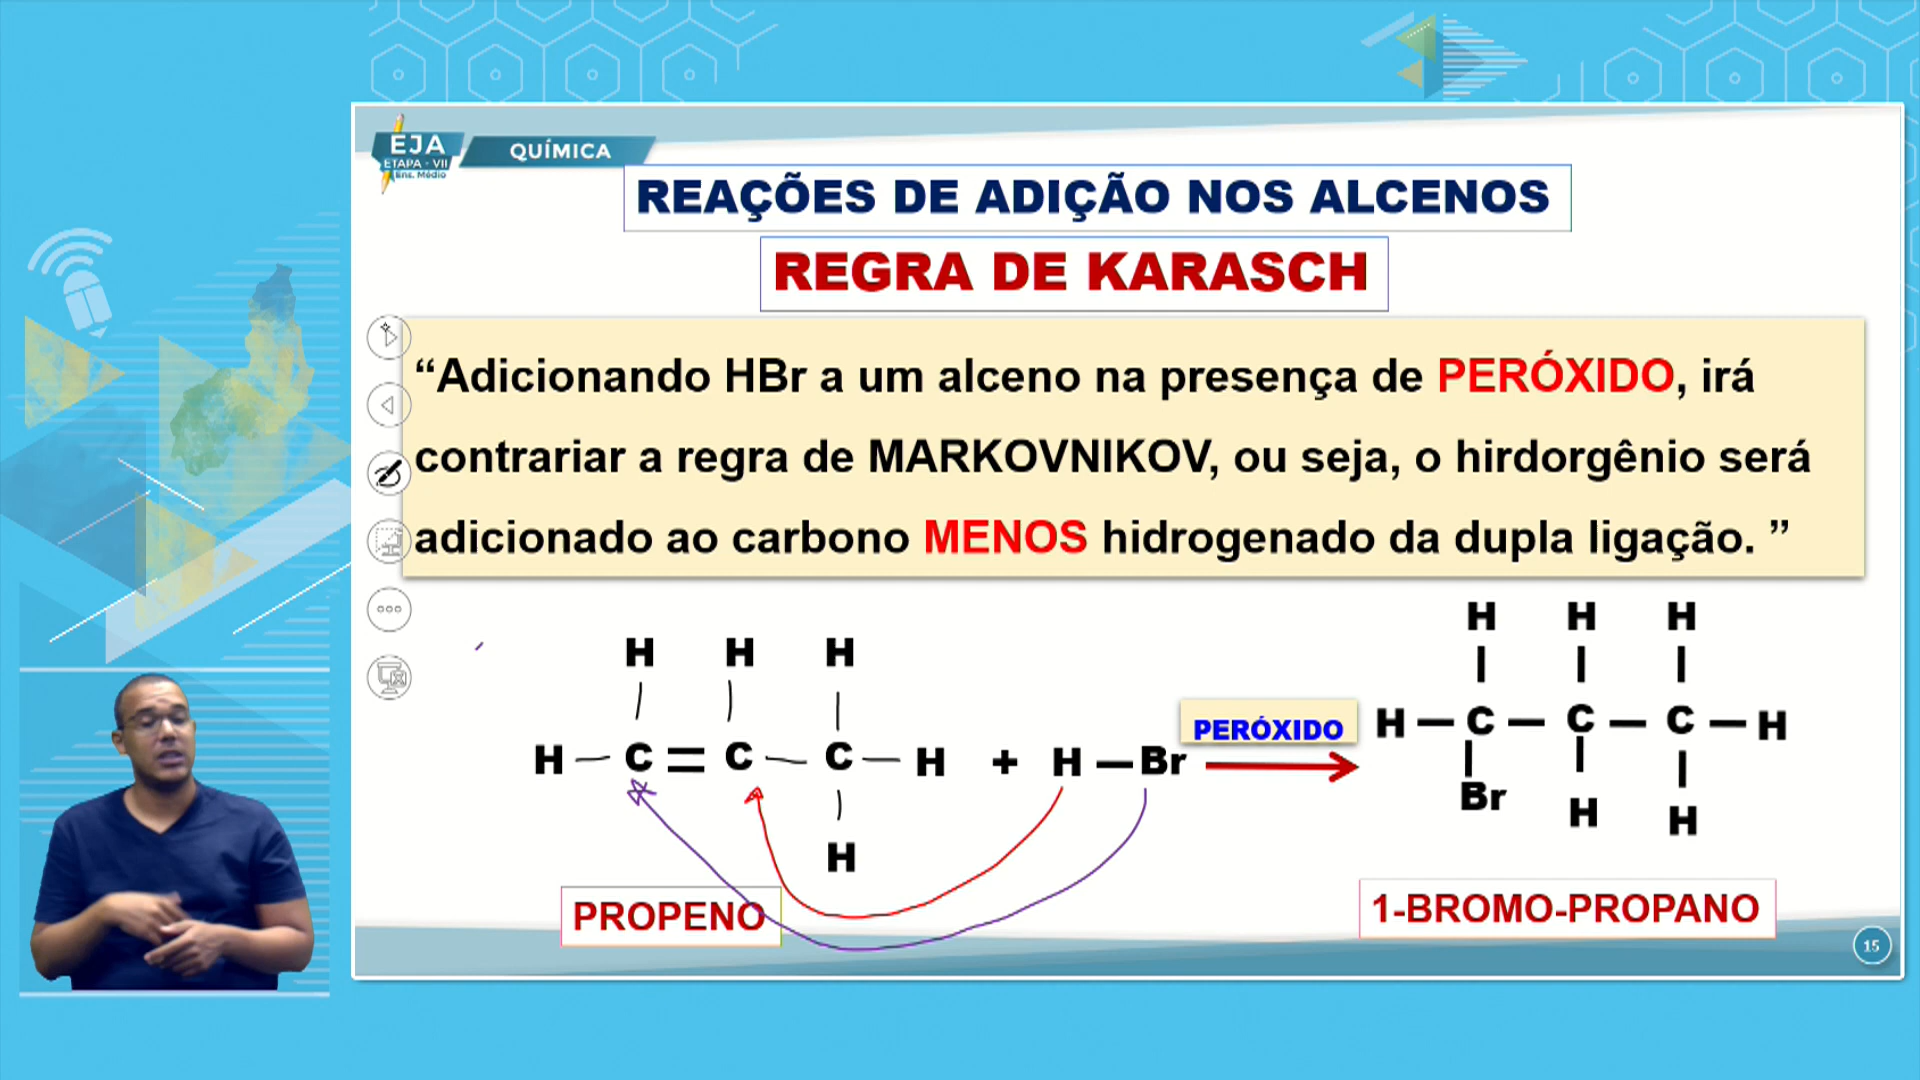 EJA
ETAPA - VII
Ens. Médio
QUÍMICA
REAÇÕES DE ADIÇÃO NOS ALCENOS
REGRA DE KARASCH
“Adicionando HBr a um alceno na presença de PERÓXIDO, irá
contrariar a regra de MARKOVNIKOV, ou seja, o hirdorgênio será
adicionado ao carbono MENOS hidrogenado da dupla ligação. ”
H H H
H — C = C — C — H + H — Br
H
PROPENO
PERÓXIDO
H H H
H — C — C — C — H
Br H H
1-BROMO-PROPANO
15